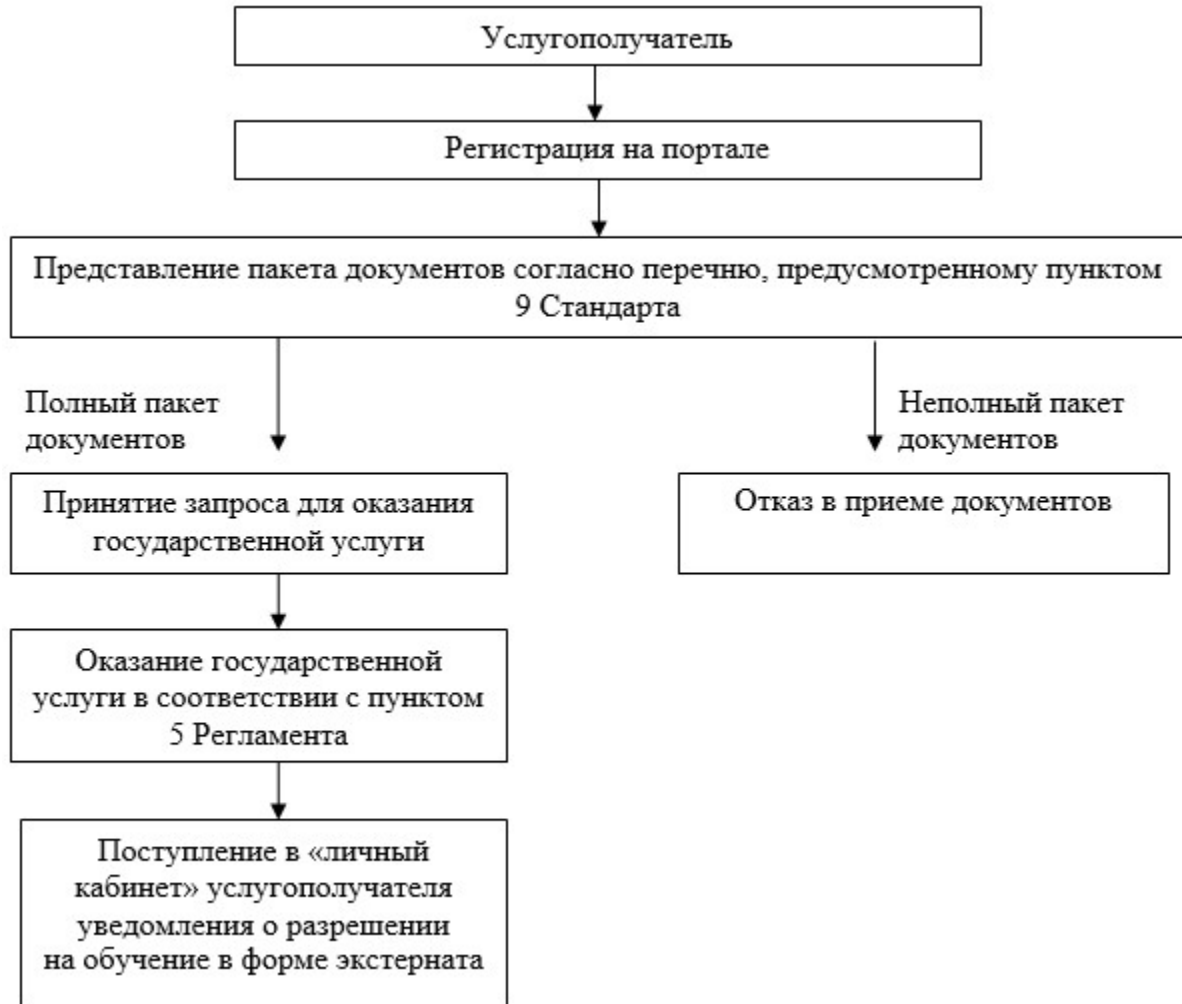 Услугополучатель
Регистрация на портале
Представление пакета документов согласно перечню, предусмотренному пунктом
9 Стандарта
Полный пакет
документов
Неполный пакет
документов
Принятие запроса для оказания
государственной услуги
Отказ в приеме документов
Оказание государственной
услуги в соответствии с пунктом
5 Регламента
Поступление в «личный
кабинет» услугополучателя
уведомления о разрешении
на обучение в форме экстерната